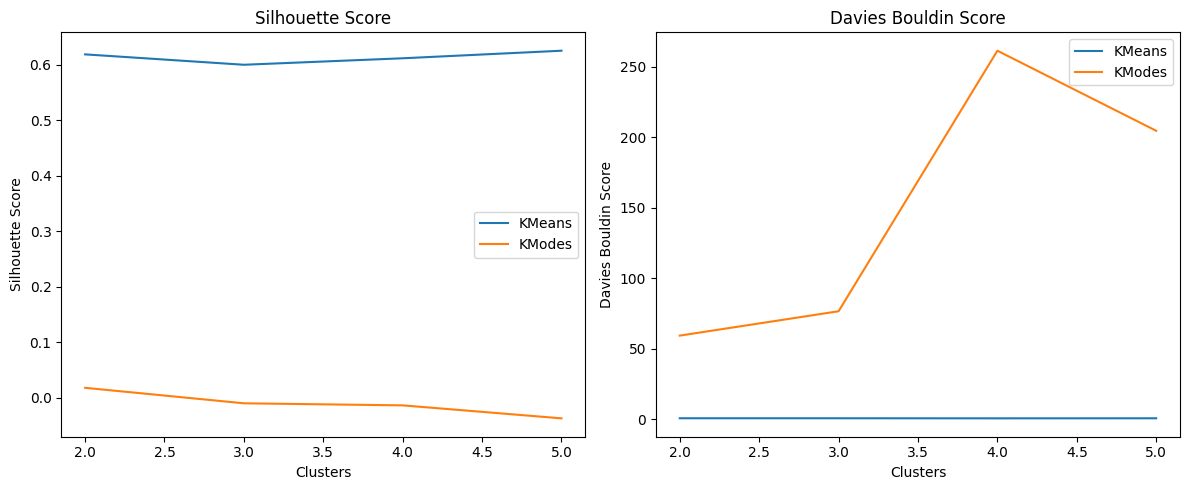 Silhouette Score
Silhouette Score
0.6
0.5
0.4
0.3
0.2
0.1
0.0
KMeans
KModes
2.0 2.5 3.0 3.5 4.0 4.5 5.0
Clusters
Davies Bouldin Score
Davies Bouldin Score
250
200
150
100
50
0
KMeans
KModes
2.0 2.5 3.0 3.5 4.0 4.5 5.0
Clusters